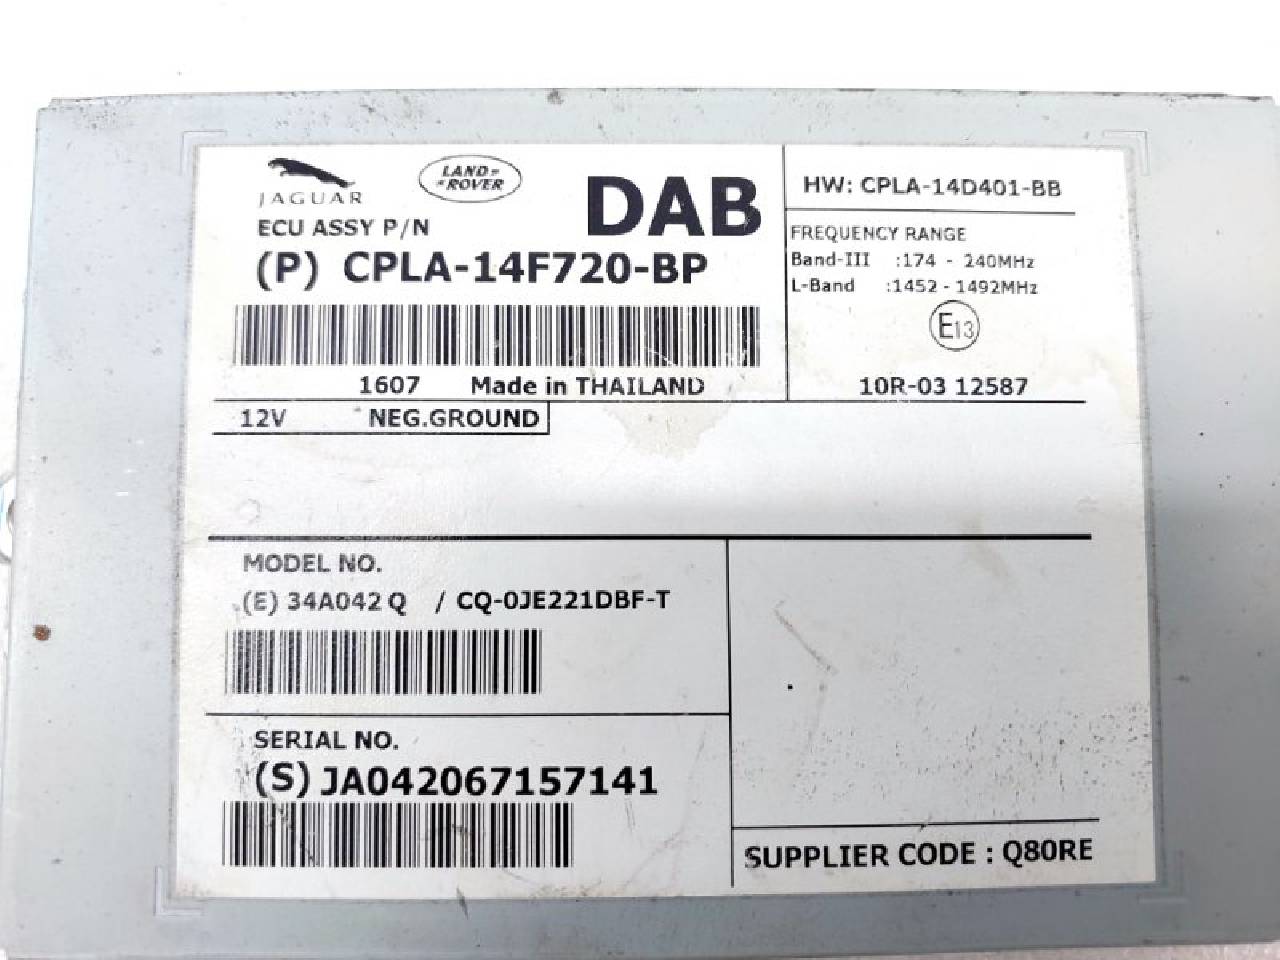 JAGUAR
LAND ROVER
DAB
ECU ASSY P/N
(P) CPLA-14F720-BP
1607 Made in THAILAND
12V NEG.GROUND
HW: CPLA-14D401-BB
FREQUENCY RANGE
Band-III :174 - 240MHz
L-Band :1452 - 1492MHz
E13
10R-03 12587
MODEL NO.
(E) 34A042 Q / CQ-0JE221DBF-T
SERIAL NO.
(S) JA042067157141
SUPPLIER CODE : Q80RE